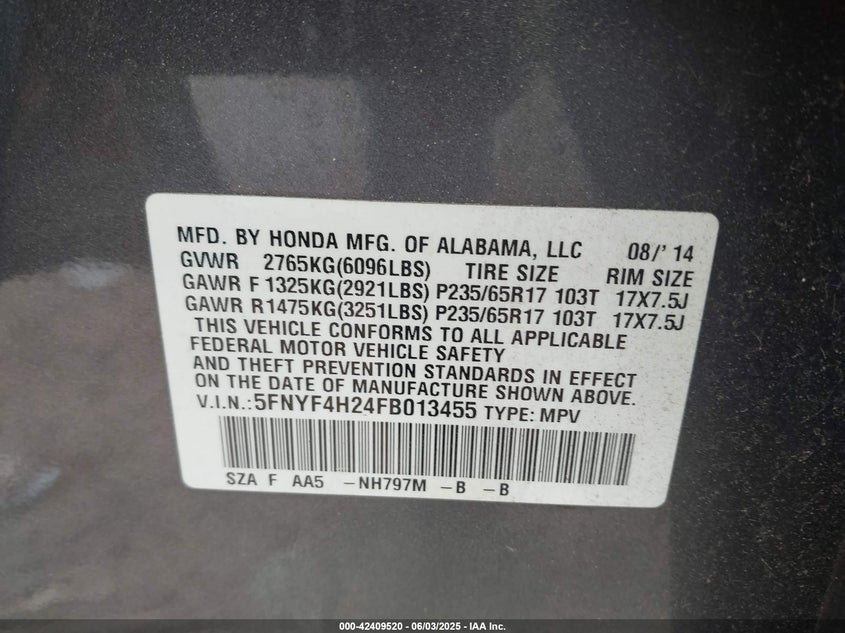 MFD. BY HONDA MFG. OF ALABAMA, LLC 08/' 14
GVWR 2765KG(6096LBS) TIRE SIZE RIM SIZE
GAWR F 1325KG(2921LBS) P235/65R17 103T 17X7.5J
GAWR R1475KG(3251LBS) P235/65R17 103T 17X7.5J
THIS VEHICLE CONFORMS TO ALL APPLICABLE
FEDERAL MOTOR VEHICLE SAFETY
AND THEFT PREVENTION STANDARDS IN EFFECT
ON THE DATE OF MANUFACTURE SHOWN ABOVE.
V.I.N.:5FNYF4H24FB013455 TYPE: MPV
SZA F AA5 -NH797M -B -B
000-42409520 - 06/03/2025 - IAA Inc.